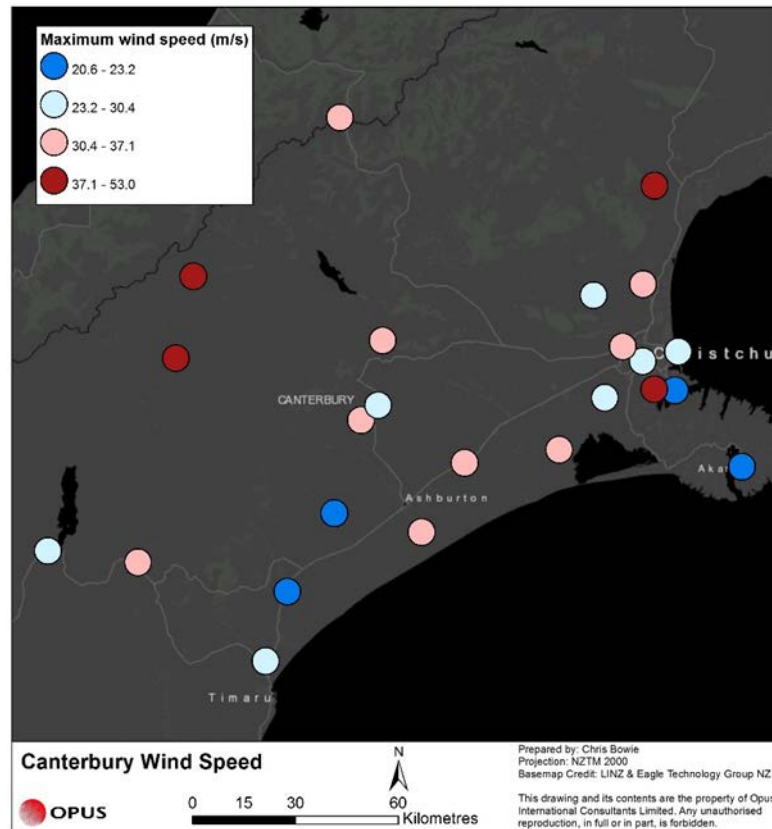 Maximum wind speed (m/s)
20.6 - 23.2
23.2 - 30.4
30.4 - 37.1
37.1 - 53.0
C istchu
CANTERBURY
Aka
Ashburton
Timaru
Canterbury Wind Speed
OPUS
N
0 15 30 60
Kilometres
Prepared by: Chris Bowie
Projection: NZTM 2000
Basemap Credit: LINZ & Eagle Technology Group NZ
This drawing and its contents are the property of Opus
International Consultants Limited. Any unauthorised
reproduction, in full or in part, is forbidden.